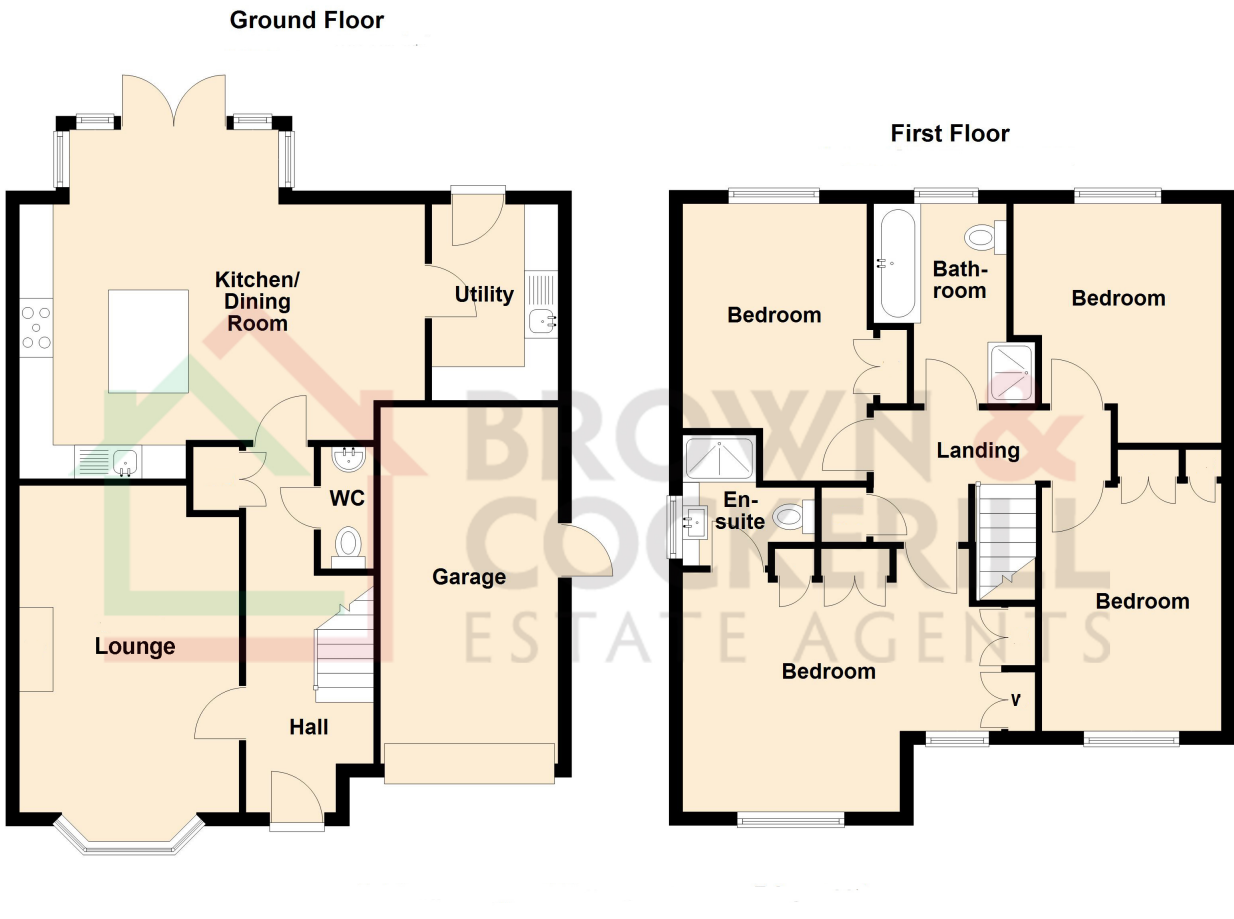 Ground Floor
Kitchen/
Dining
Room
Utility
WC
Garage
Lounge
Hall
First Floor
Bedroom
Bath-
room
Bedroom
Landing
En-
suite
Bedroom
Bedroom
V
BROWN &
COCKERILL
ESTATE AGENTS